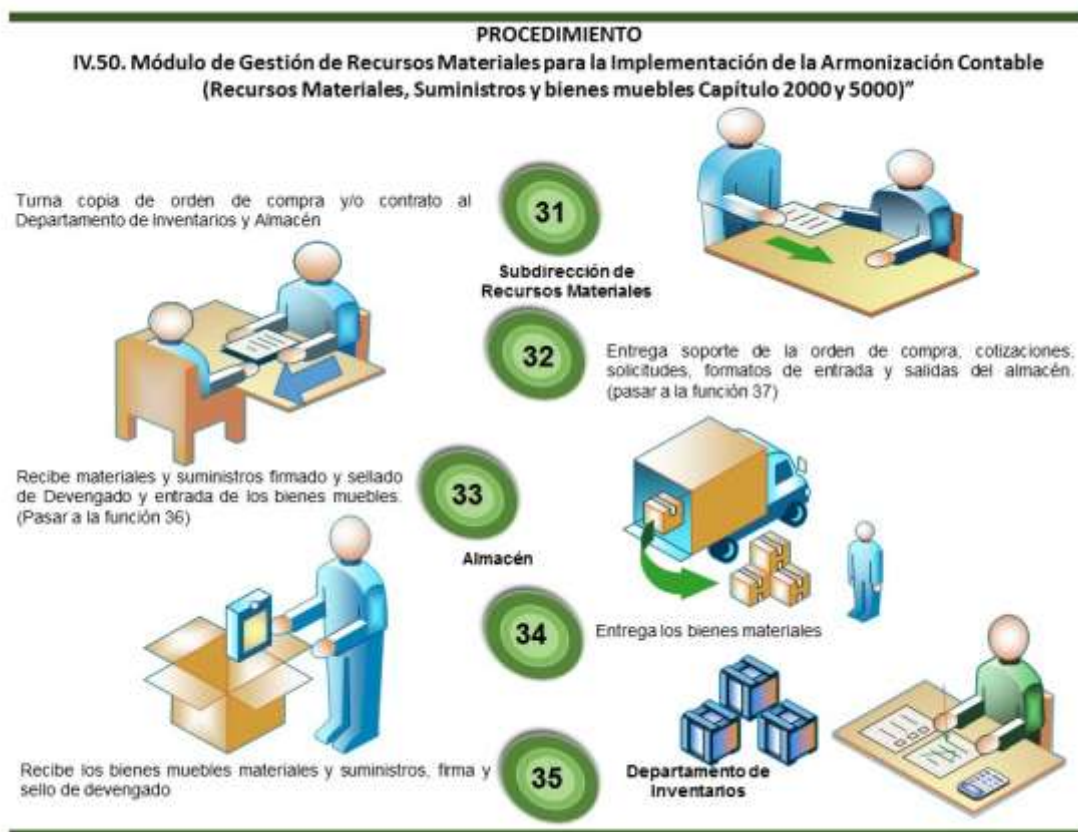 PROCEDIMIENTO
IV.50. Módulo de Gestión de Recursos Materiales para la Implementación de la Armonización Contable
(Recursos Materiales, Suministros y bienes muebles Capítulo 2000 y 5000)”
Turna copia de orden de compra y/o contrato al
Departamento de Inventarios y Almacén
31
Subdirección de
Recursos Materiales
32
Entrega soporte de la orden de compra, cotizaciones,
solicitudes, formatos de entrada y salidas del almacén.
(pasar a la función 37)
Recibe materiales y suministros firmado y sellado
de Devengado y entrada de los bienes muebles.
(Pasar a la función 36)
33
Almacén
34
Entrega los bienes materiales
Recibe los bienes muebles materiales y suministros, firma y
sello de devengado
35
Departamento de
Inventarios